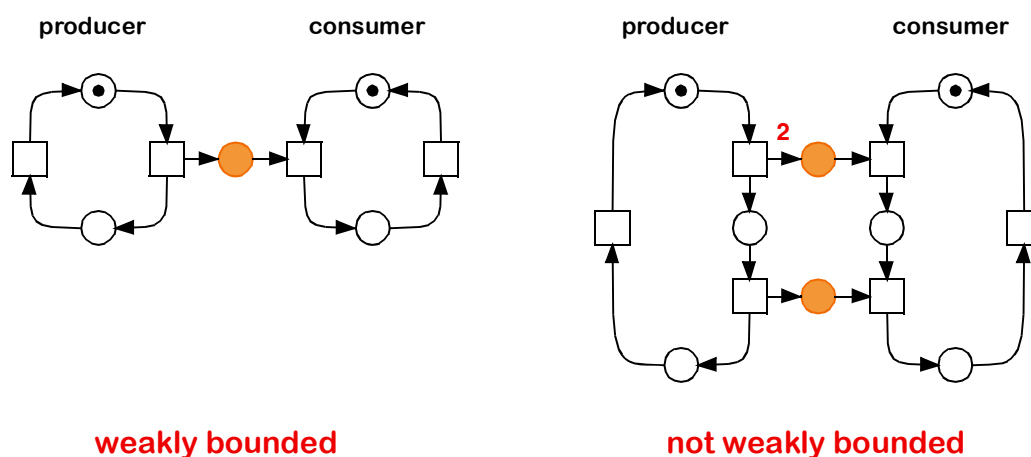 producer consumer
producer consumer
2
weakly bounded
not weakly bounded